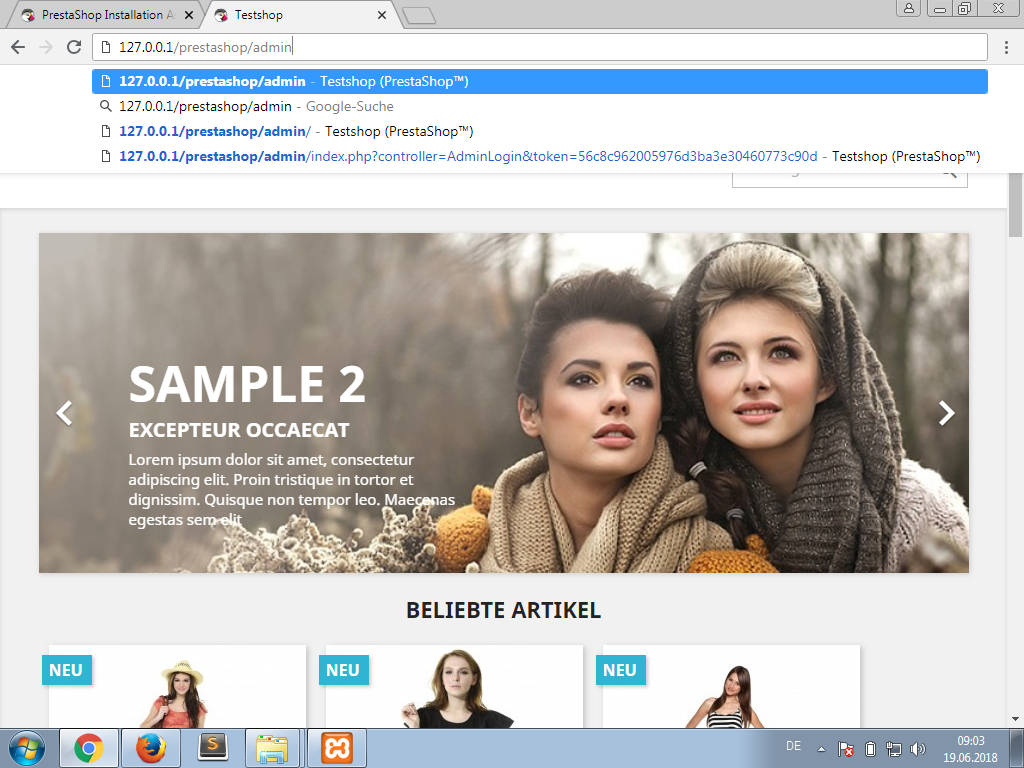 PrestaShop Installation A
Testshop
127.0.0.1/prestashop/admin
127.0.0.1/prestashop/admin - Testshop (PrestaShop™)
127.0.0.1/prestashop/admin - Google-Suche
127.0.0.1/prestashop/admin/ - Testshop (PrestaShop™)
127.0.0.1/prestashop/admin/index.php?controller=AdminLogin&token=56c8c962005976d3ba3e30460773c90d - Testshop (PrestaShop™)
SAMPLE 2
EXCEPTEUR OCCAECAT
Lorem ipsum dolor sit amet, consectetur
adipiscing elit. Proin tristique in tortor et
dignissim. Quisque non tempor leo. Maecenas
egestas sem elit
BELIEBTE ARTIKEL
NEU NEU NEU
DE
09:03
19.06.2018